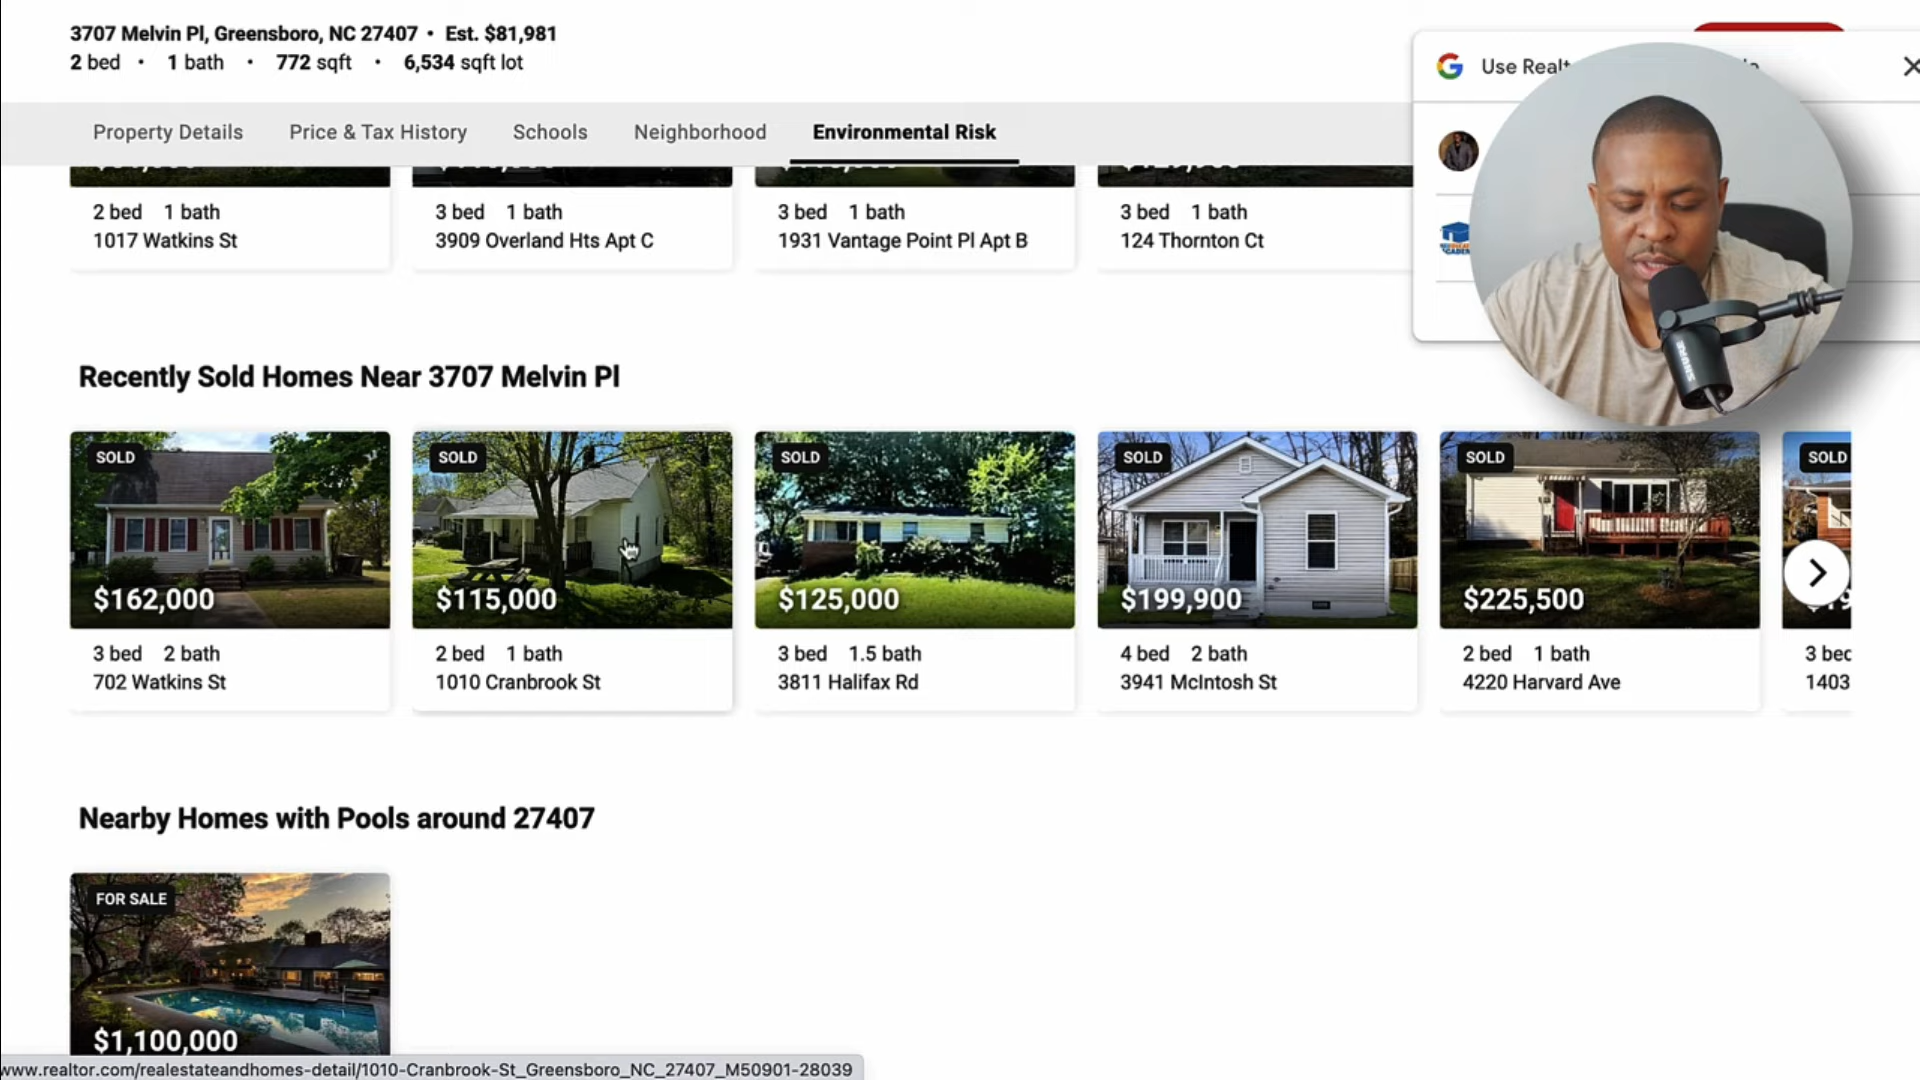 3707 Melvin Pl, Greensboro, NC 27407 • Est. $81,981
2 bed • 1 bath • 772 sqft • 6,534 sqft lot
Use Realt
Property Details Price & Tax History Schools Neighborhood Environmental Risk
2 bed 1 bath
1017 Watkins St
3 bed 1 bath
3909 Overland Hts Apt C
3 bed 1 bath
1931 Vantage Point Pl Apt B
3 bed 1 bath
124 Thornton Ct
SHURE
Recently Sold Homes Near 3707 Melvin Pl
SOLD
$162,000
3 bed 2 bath
702 Watkins St
SOLD
$115,000
2 bed 1 bath
1010 Cranbrook St
SOLD
$125,000
3 bed 1.5 bath
3811 Halifax Rd
SOLD
$199,900
4 bed 2 bath
3941 McIntosh St
SOLD
$225,500
2 bed 1 bath
4220 Harvard Ave
SOLD
3 bed
1403
Nearby Homes with Pools around 27407
FOR SALE
$1,100,000
www.realtor.com/realestateandhomes-detail/1010-Cranbrook-St_Greensboro_NC_27407_M50901-28039